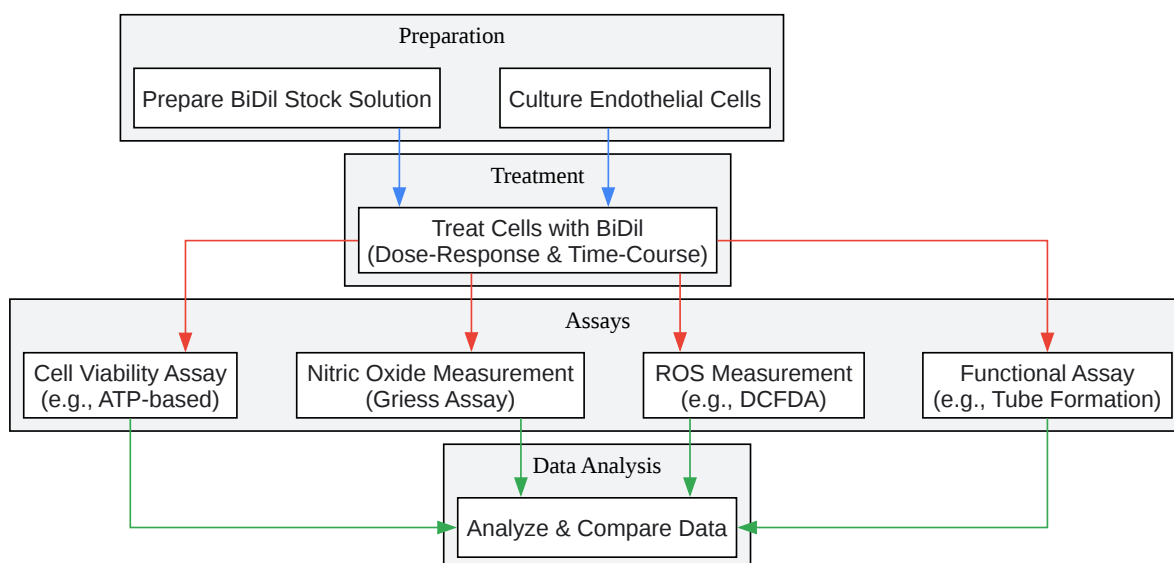 Preparation
Prepare BiDil Stock Solution
Culture Endothelial Cells
Treatment
Treat Cells with BiDil
(Dose-Response & Time-Course)
Assays
Cell Viability Assay
(e.g., ATP-based)
Nitric Oxide Measurement
(Griess Assay)
ROS Measurement
(e.g., DCFDA)
Functional Assay
(e.g., Tube Formation)
Data Analysis
Analyze & Compare Data